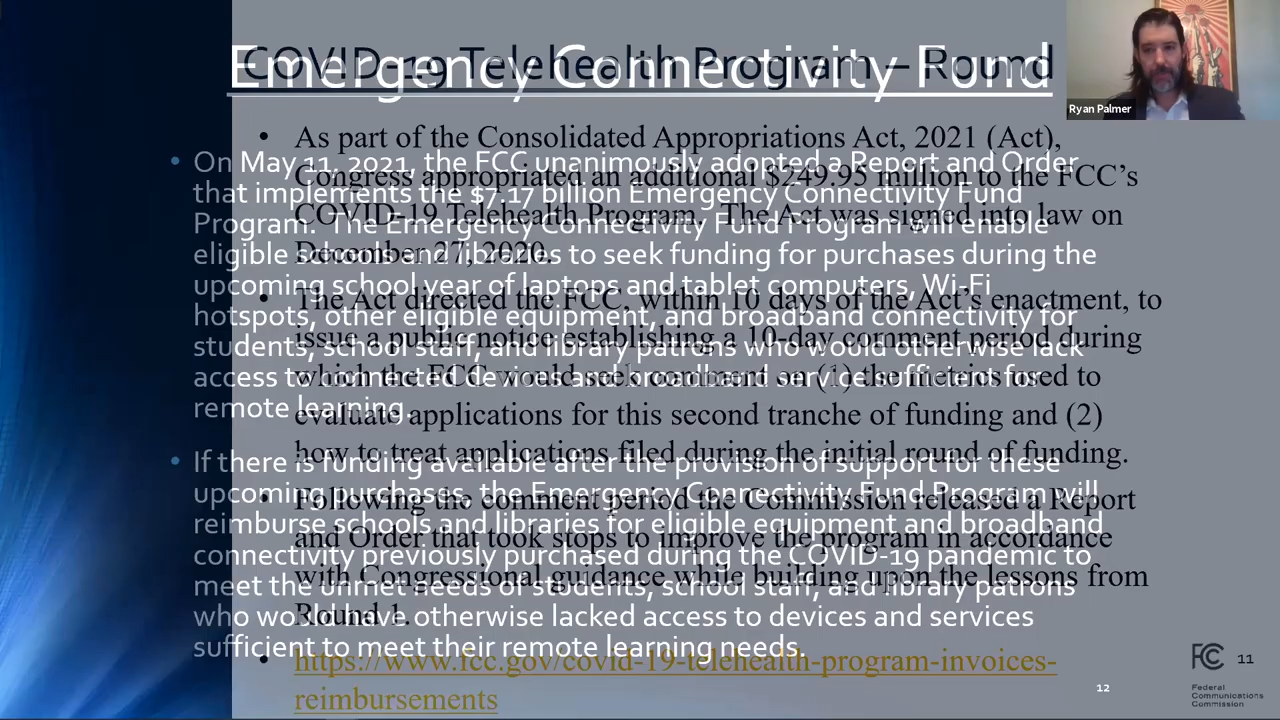 Emergency Connectivity Fund
• On May 11, 2021, the FCC unanimously adopted a Report and Order
that implements the $7.17 billion Emergency Connectivity Fund
Program. The Emergency Connectivity Fund Program will enable
eligible schools and libraries to seek funding for purchases during the
upcoming school year of laptops and tablet computers, Wi-Fi
hotspots, other eligible equipment, and broadband connectivity for
students, school staff, and library patrons who would otherwise lack
access to connected devices and broadband service sufficient for
remote learning.
• If there is funding available after the provision of support for these
upcoming purchases, the Emergency Connectivity Fund Program will
reimburse schools and libraries for eligible equipment and broadband
connectivity previously purchased during the COVID-19 pandemic to
meet the unmet needs of students, school staff, and library patrons
who would have otherwise lacked access to devices and services
sufficient to meet their remote learning needs.
12
COVID-19 Telehealth Program – Round
• As part of the Consolidated Appropriations Act, 2021 (Act),
Congress appropriated an additional $249.95 million to the FCC's
COVID-19 Telehealth Program. The Act was signed into law on
December 27, 2020.
• The Act directed the FCC, within 10 days of the Act's enactment, to
issue a public notice establishing a 10-day comment period during
which the FCC would seek comment on (1) the metrics used to
evaluate applications for this second tranche of funding and (2)
how to treat applications filed during the initial round of funding.
• Following the comment period the Commission released a Report
and Order that took stops to improve the program in accordance
with Congressional guidance while building upon the lessons from
Round 1.
• https://www.fcc.gov/covid-19-telehealth-program-invoices-
reimbursements
Ryan Palmer
FCC
11
Federal
Communications
Commission